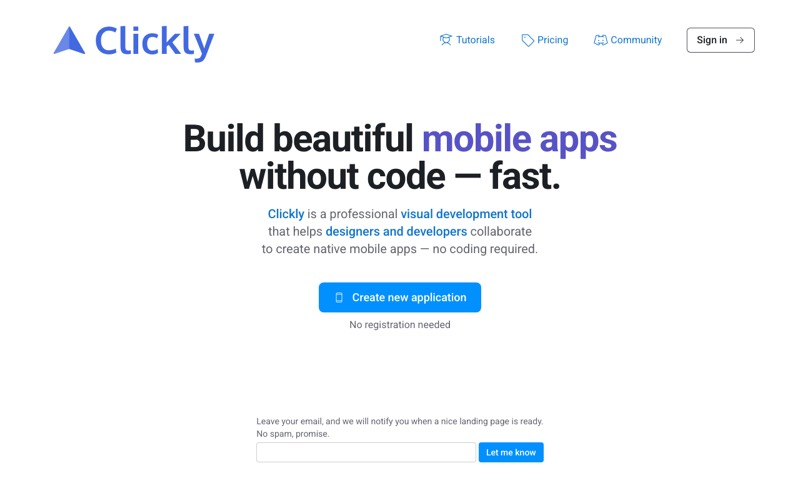 Clickly
Tutorials
Pricing
Community
Sign in
Build beautiful mobile apps
without code — fast.
Clickly is a professional visual development tool
that helps designers and developers collaborate
to create native mobile apps — no coding required.
Create new application
No registration needed
Leave your email, and we will notify you when a nice landing page is ready.
No spam, promise.
Let me know